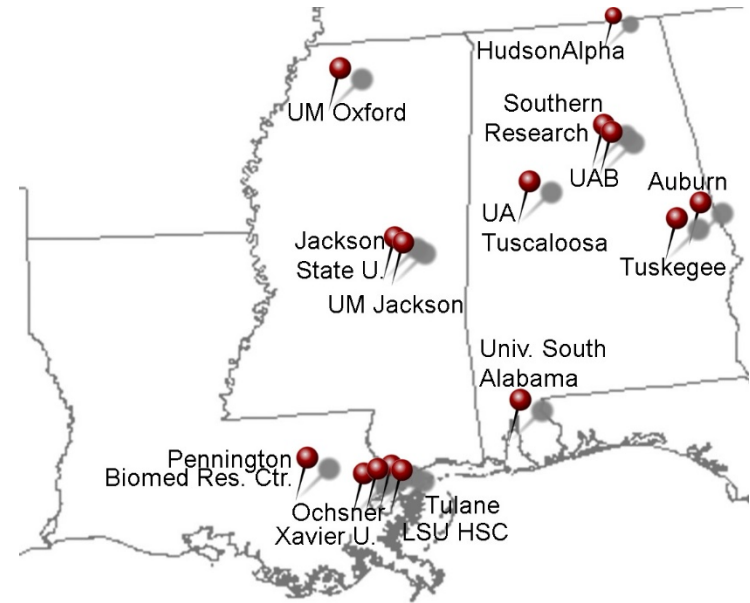 HudsonAlpha
UM Oxford
Southern
Research
UAB
Auburn
UA
Tuscaloosa
Tuskegee
Jackson
State U.
UM Jackson
Univ. South
Alabama
Pennington
Biomed Res. Ctr.
Ochsner
Xavier U.
Tulane
LSU HSC